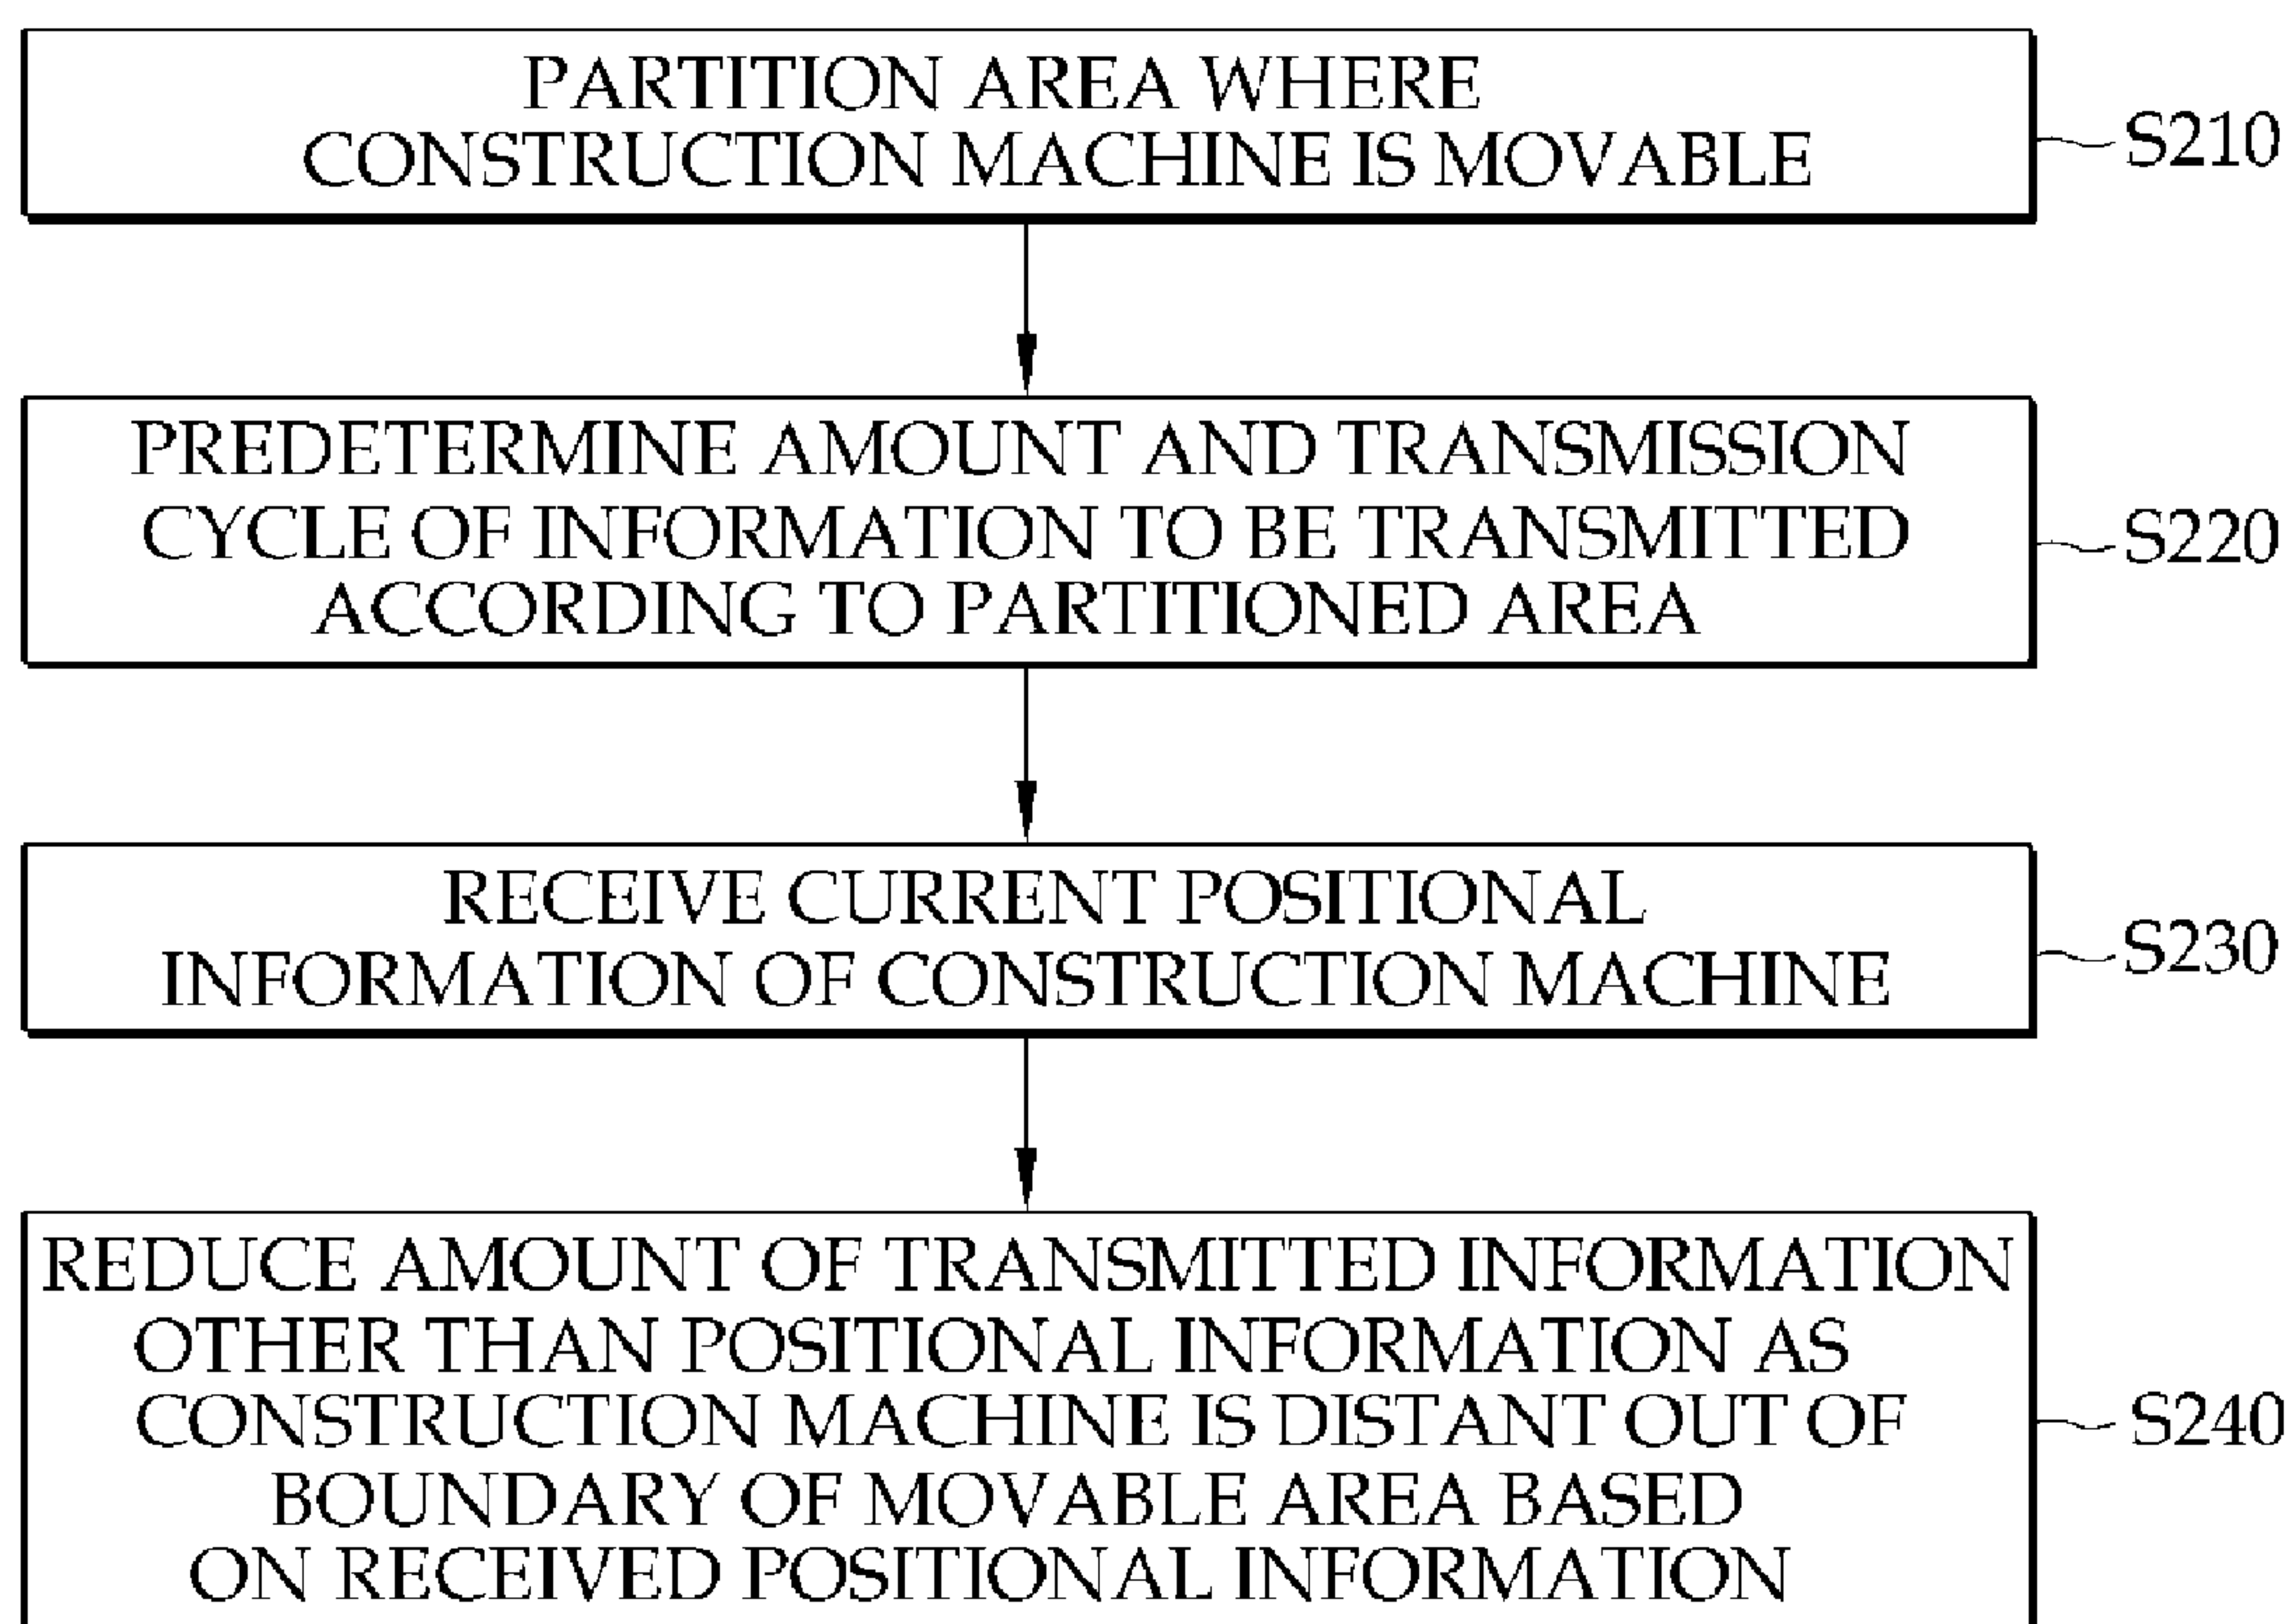 PARTITION AREA WHERE
CONSTRUCTION MACHINE IS MOVABLE
S210
PREDETERMINE AMOUNT AND TRANSMISSION
CYCLE OF INFORMATION TO BE TRANSMITTED
ACCORDING TO PARTITIONED AREA
S220
RECEIVE CURRENT POSITIONAL
INFORMATION OF CONSTRUCTION MACHINE
S230
REDUCE AMOUNT OF TRANSMITTED INFORMATION
OTHER THAN POSITIONAL INFORMATION AS
CONSTRUCTION MACHINE IS DISTANT OUT OF
BOUNDARY OF MOVABLE AREA BASED
ON RECEIVED POSITIONAL INFORMATION
S240